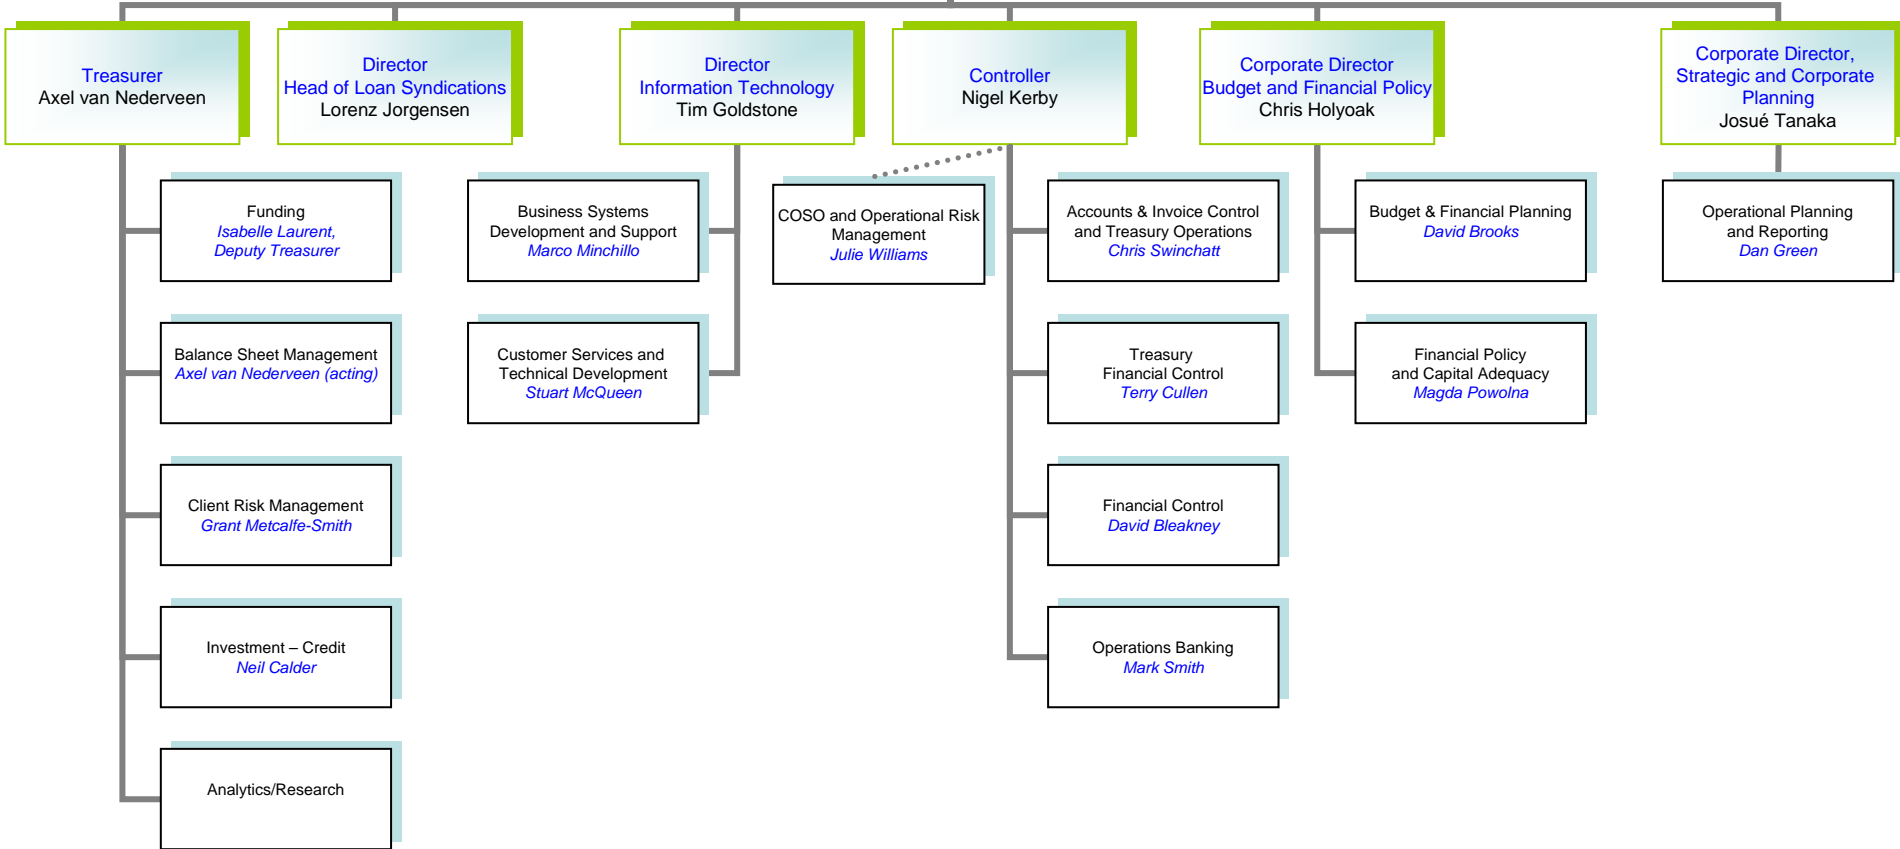 Treasurer
Axel van Nederveen
Director
Head of Loan Syndications
Lorenz Jorgensen
Director
Information Technology
Tim Goldstone
Controller
Nigel Kerby
Corporate Director
Budget and Financial Policy
Chris Holyoak
Corporate Director,
Strategic and Corporate
Planning
Josué Tanaka
Funding
Isabelle Laurent,
Deputy Treasurer
Business Systems
Development and Support
Marco Minchillo
COSO and Operational Risk
Management
Julie Williams
Accounts & Invoice Control
and Treasury Operations
Chris Swinchatt
Budget & Financial Planning
David Brooks
Operational Planning
and Reporting
Dan Green
Balance Sheet Management
Axel van Nederveen (acting)
Customer Services and
Technical Development
Stuart McQueen
Treasury
Financial Control
Terry Cullen
Financial Policy
and Capital Adequacy
Magda Powolna
Client Risk Management
Grant Metcalfe-Smith
Financial Control
David Bleakney
Investment – Credit
Neil Calder
Operations Banking
Mark Smith
Analytics/Research